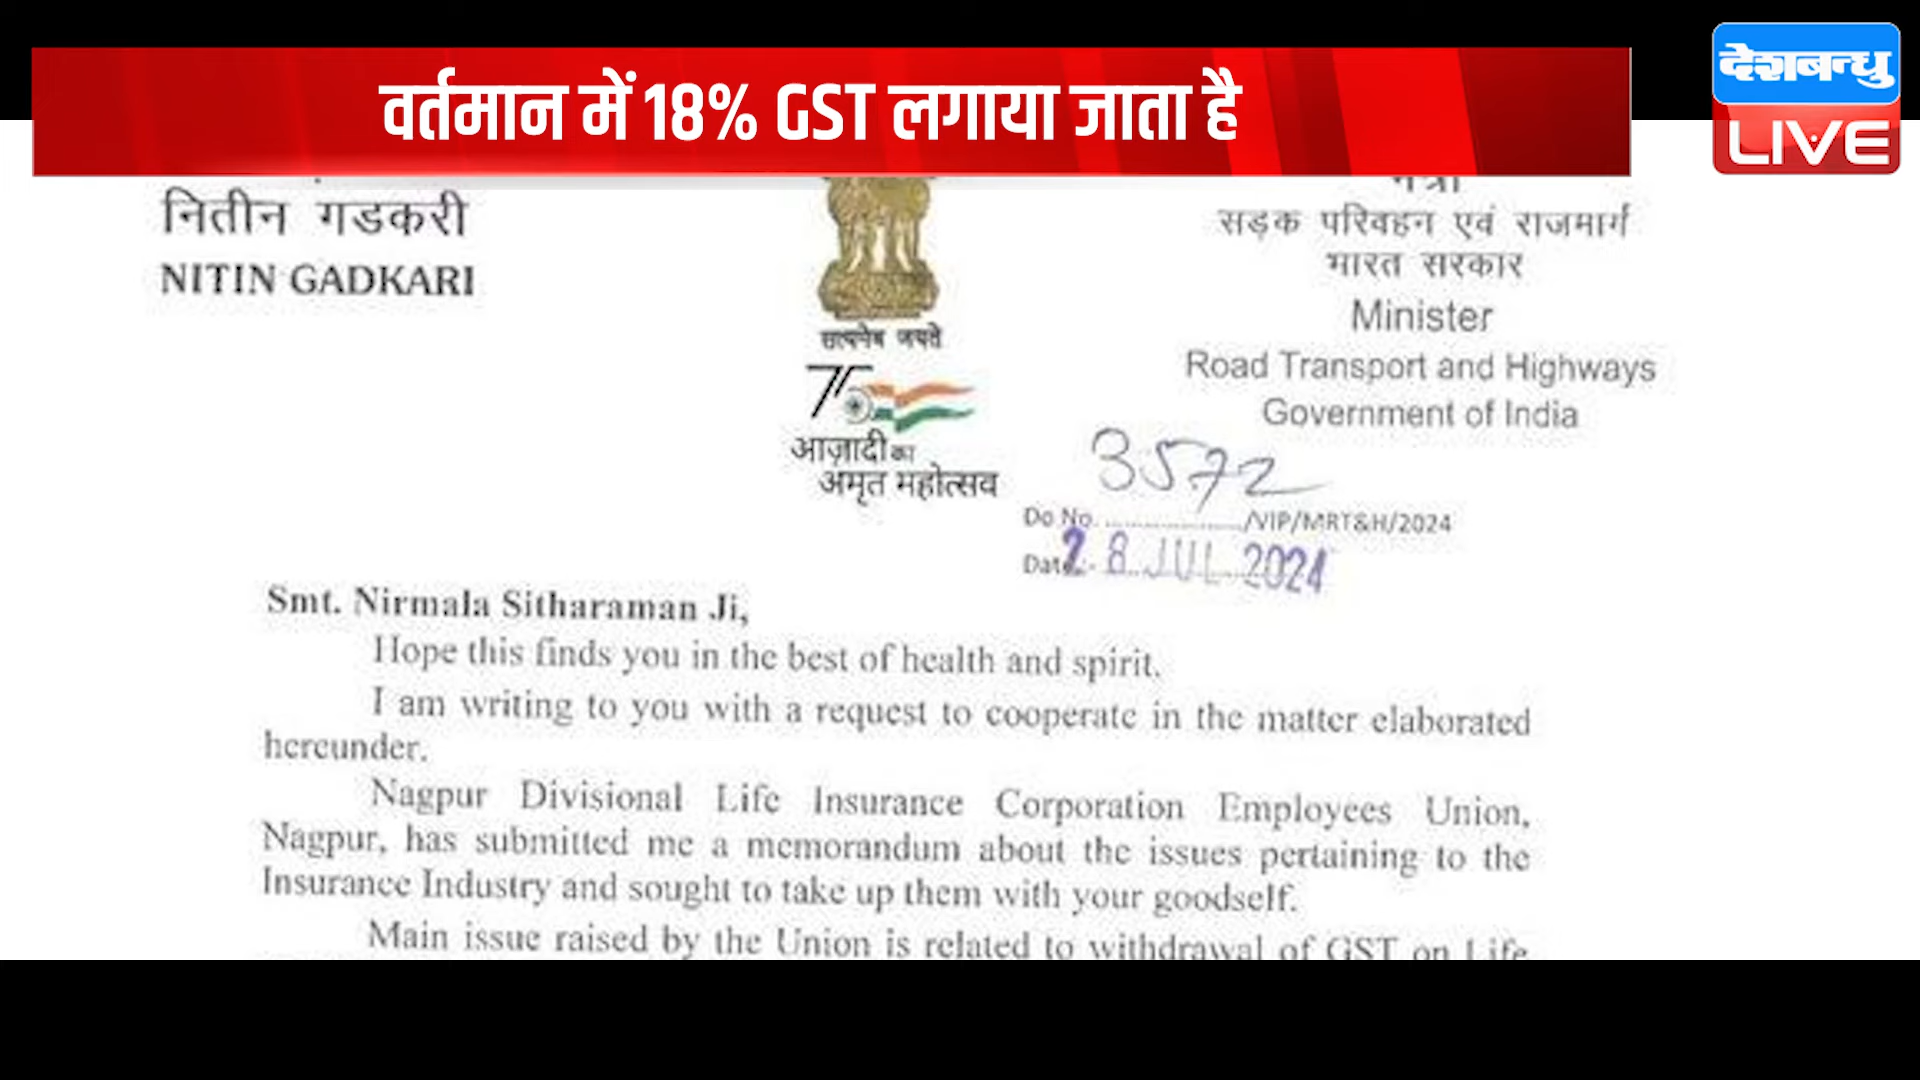 वर्तमान में 18% GST लगाया जाता है
देशबन्धु
LIVE
नितीन गडकरी
NITIN GADKARI
सत्यमेव जयते
75
आज़ादी का
अमृत महोत्सव
मंत्री
सड़क परिवहन एवं राजमार्ग
भारत सरकार
Minister
Road Transport and Highways
Government of India
3572
Do No. ......................./VIP/MRT&H/2024
Date:- 28 JUL 2024
Smt. Nirmala Sitharaman Ji,
Hope this finds you in the best of health and spirit.
I am writing to you with a request to cooperate in the matter elaborated
hereunder.
Nagpur Divisional Life Insurance Corporation Employees Union,
Nagpur, has submitted me a memorandum about the issues pertaining to the
Insurance Industry and sought to take up them with your goodself.
Main issue raised by the Union is related to withdrawal of GST on Life